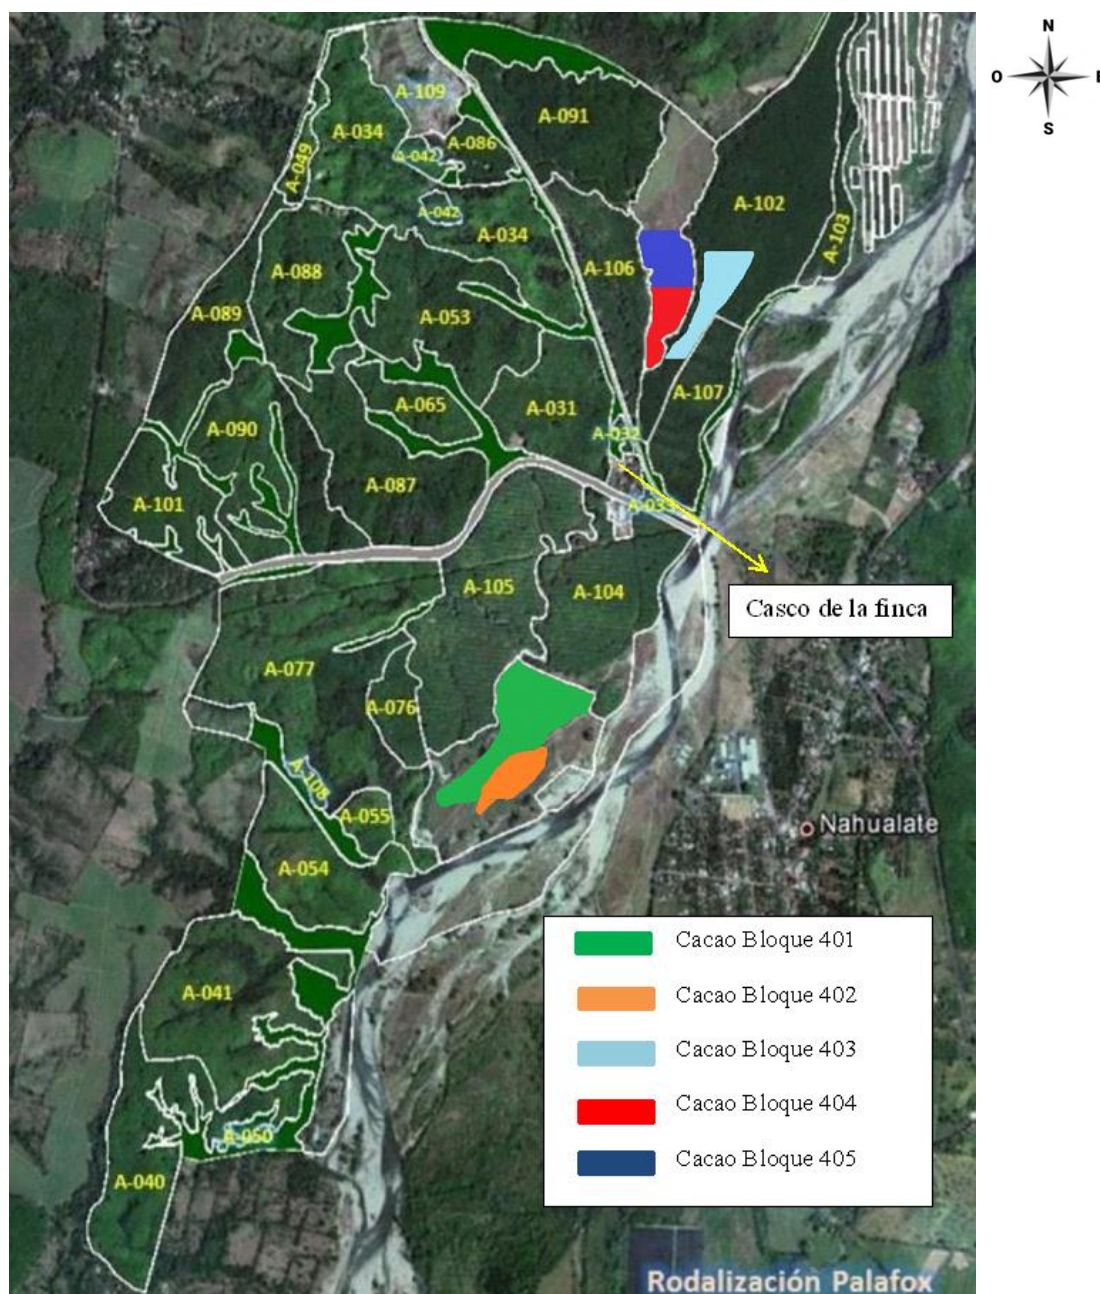 N
O
E
S
A-109
A-091
A-034
A-086
A-042
A-049
A-042
A-102
A-034
A-103
A-106
A-088
A-089
A-053
A-107
A-065
A-031
A-090
A-032
A-087
A-101
A-033
A-105
A-104
Casco de la finca
A-077
A-076
A-108
A-055
Nahualate
A-054
Cacao Bloque 401
A-041
Cacao Bloque 402
Cacao Bloque 403
Cacao Bloque 404
A-050
Cacao Bloque 405
A-040
Rodalización Palafox